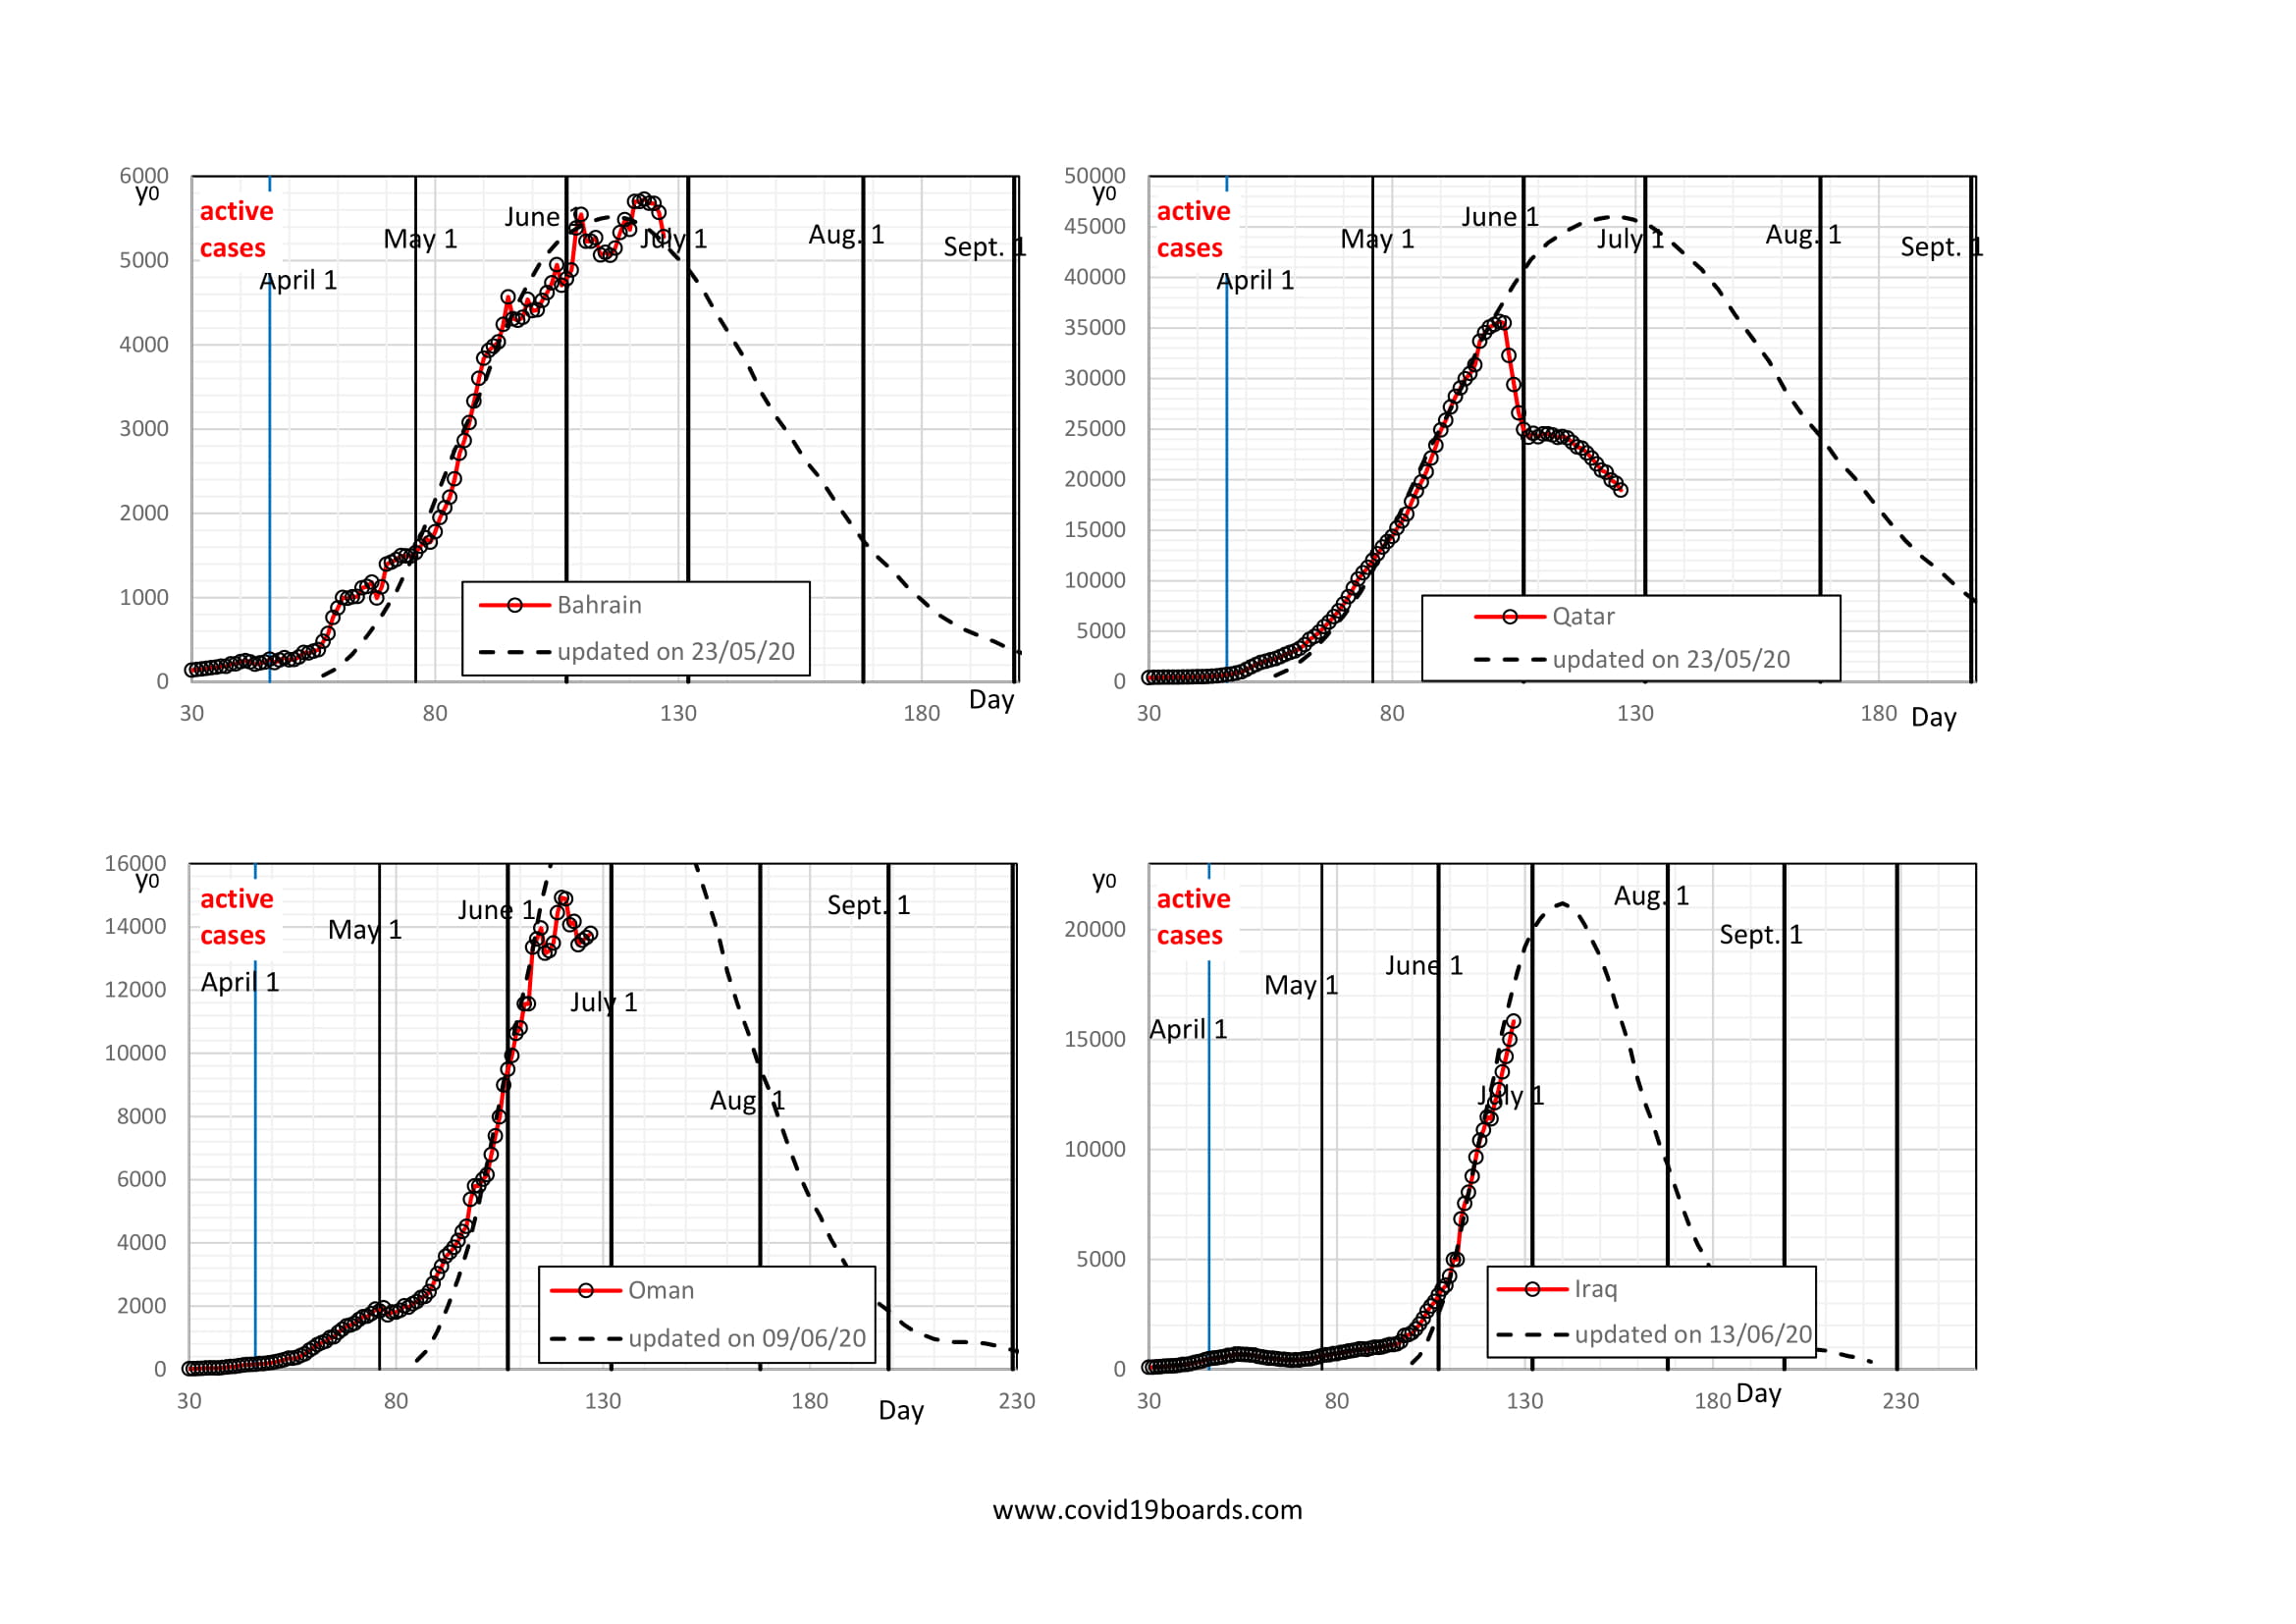 6000
y0
active
cases
April 1
May 1
June 1
July 1
Aug. 1
Sept. 1
5000
4000
3000
2000
1000
0
Bahrain
updated on 23/05/20
30
80
130
180
Day
50000
y0
active
cases
April 1
May 1
June 1
July 1
Aug. 1
Sept. 1
45000
40000
35000
30000
25000
20000
15000
10000
5000
0
Qatar
updated on 23/05/20
30
80
130
180
Day
16000
y0
active
cases
April 1
May 1
June 1
July 1
Aug. 1
Sept. 1
14000
12000
10000
8000
6000
4000
2000
0
Oman
updated on 09/06/20
30
80
130
180
230
Day
y0
active
cases
April 1
May 1
June 1
July 1
Aug. 1
Sept. 1
20000
15000
10000
5000
0
Iraq
updated on 13/06/20
30
80
130
180
230
Day
www.covid19boards.com